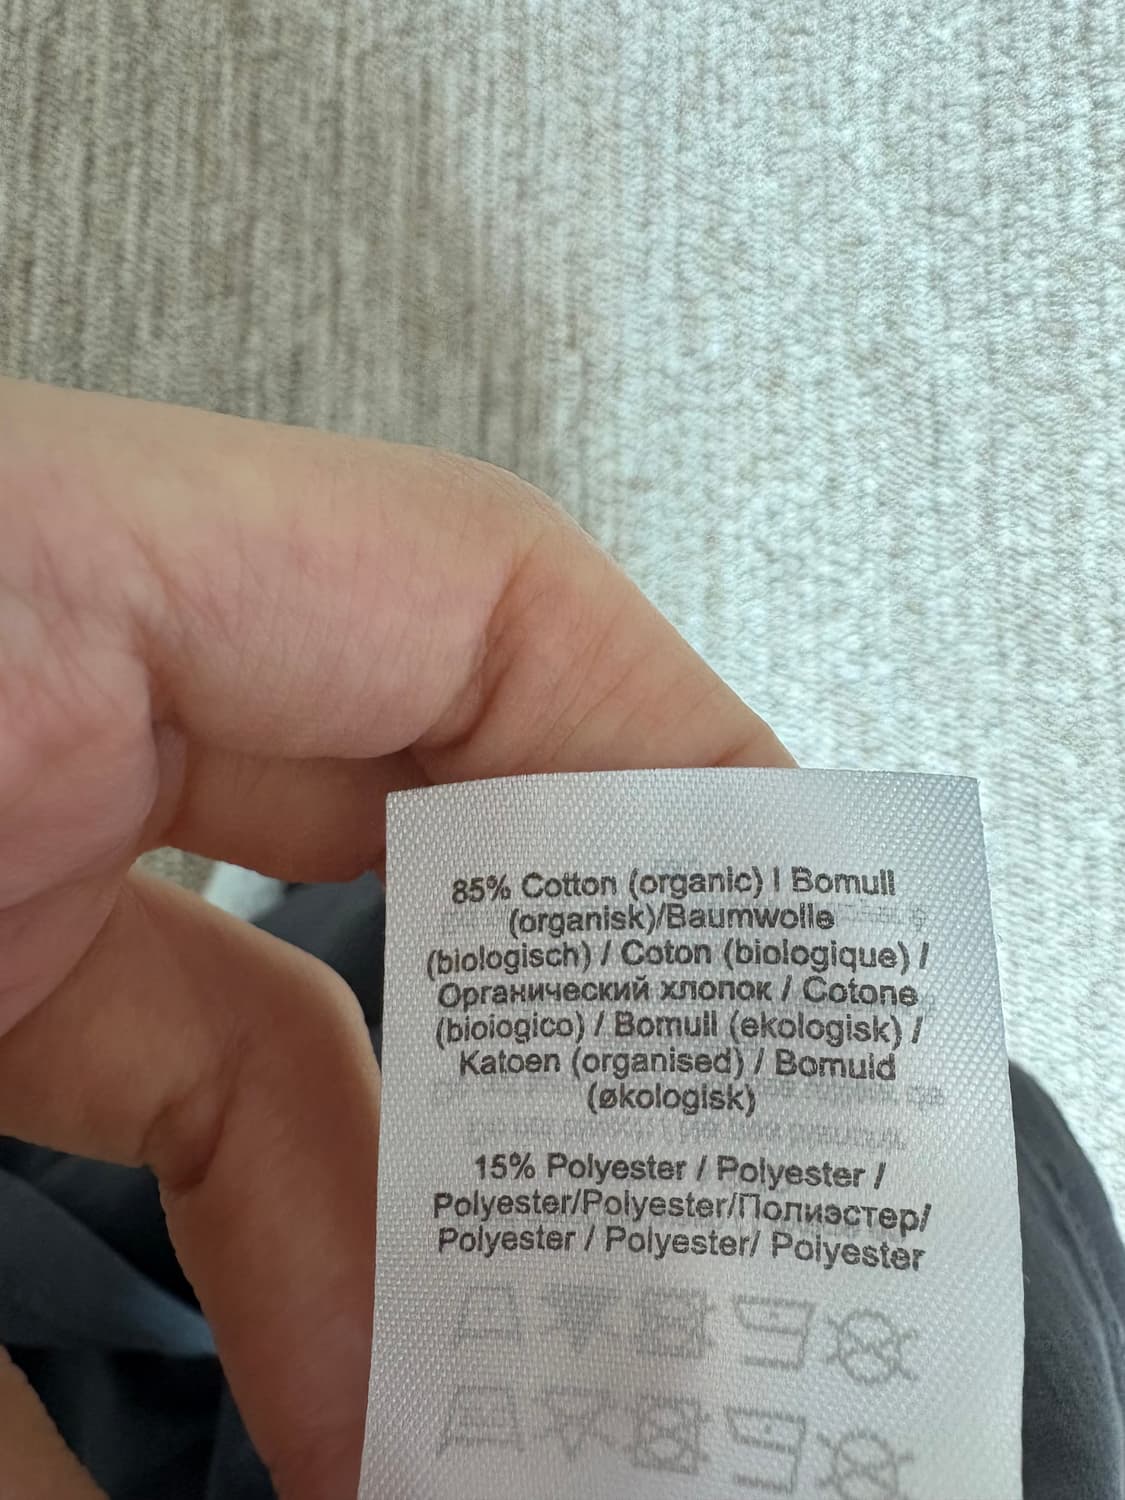 85% Cotton (organic) / Bomull
(organisk)/Baumwolle
(biologisch) / Coton (biologique) /
Органический хлопок / Cotone
(biologico) / Bomull (ekologisk) /
Katoen (organised) / Bomuld
(økologisk)
15% Polyester / Polyester /
Polyester/Polyester/Полиэстер/
Polyester / Polyester/ Polyester